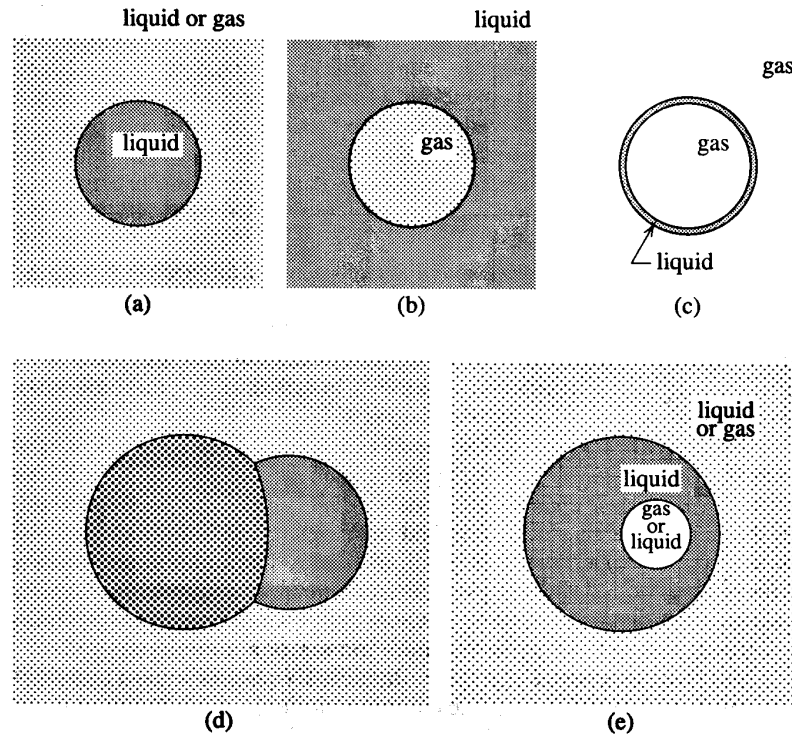 liquid or gas
liquid
liquid
gas
gas
gas
liquid
(a)
(b)
(c)
liquid
or gas
liquid
gas
or
liquid
(d)
(e)